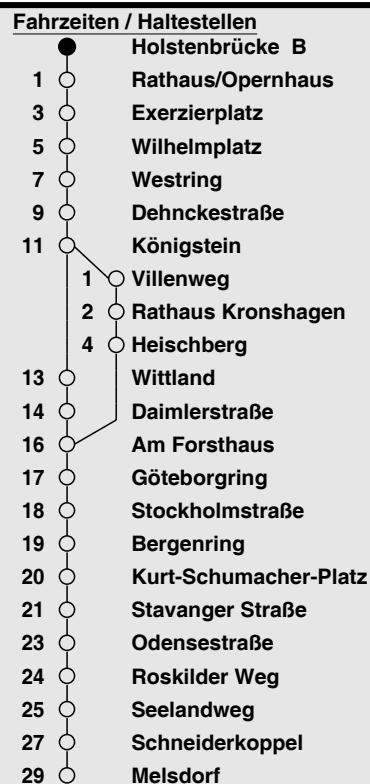 Fahrzeiten / Haltestellen
Holstenbrücke B
1 Rathaus/Opernhaus
3 Exerzierplatz
5 Wilhelmplatz
7 Westring
9 Dehnckestraße
11 Königstein
1 Villenweg
2 Rathaus Kronshagen
4 Heischberg
13 Wittland
14 Daimlerstraße
16 Am Forsthaus
17 Göteborgring
18 Stockholmstraße
19 Bergenring
20 Kurt-Schumacher-Platz
21 Stavanger Straße
23 Odensestraße
24 Roskilder Weg
25 Seelandweg
27 Schneiderkoppel
29 Melsdorf